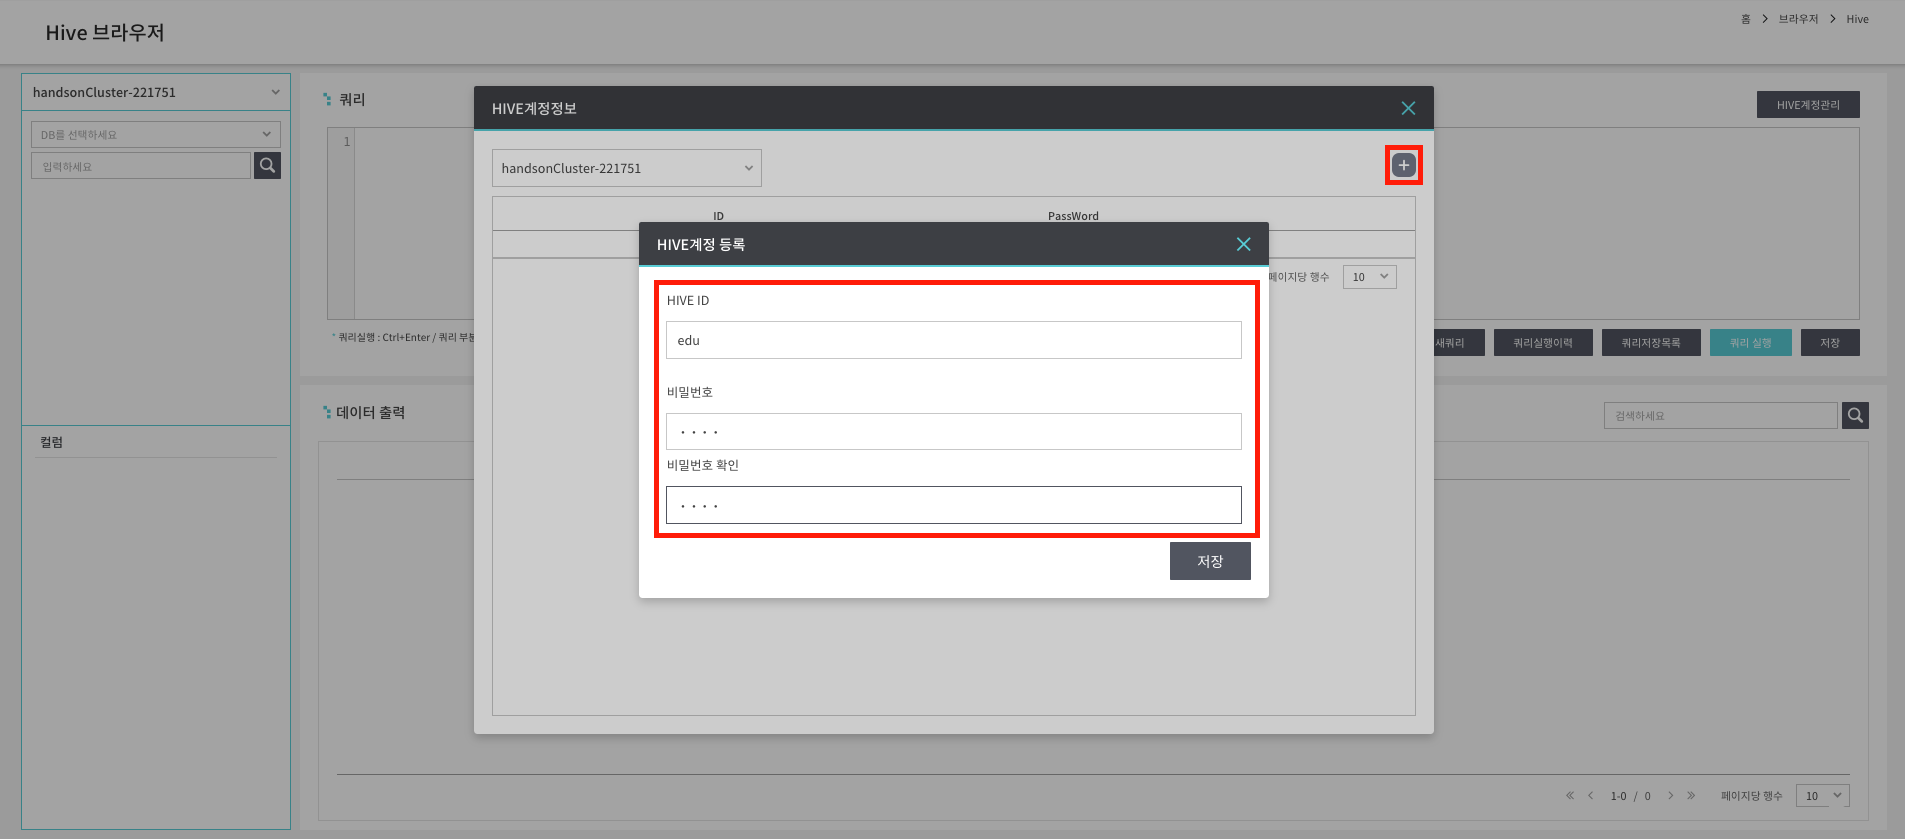 Hive 브라우저
홈 > 브라우저 > Hive
handsonCluster-221751
DB를 선택하세요
입력하세요
컬럼
쿼리
HIVE계정관리
1
* 쿼리실행 : Ctrl+Enter / 쿼리 부분
새쿼리
쿼리실행이력
쿼리저장목록
쿼리 실행
저장
데이터 출력
검색하세요
HIVE계정정보
handsonCluster-221751
+
ID PassWord
페이지당 행수 10
HIVE계정 등록
HIVE ID
edu
비밀번호
• • • •
비밀번호 확인
• • • •
저장
« < 1-0 / 0 > » 페이지당 행수 10